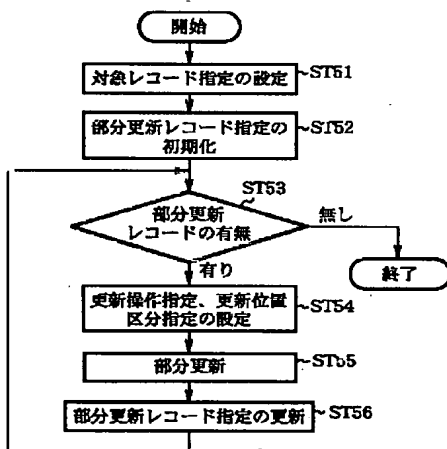 開始
対象レコード指定の設定
ST51
部分更新レコード指定の
初期化
ST52
ST53
部分更新
レコードの有無
無し
有り
終了
更新操作指定、更新位置
区分指定の設定
ST54
部分更新
ST55
部分更新レコード指定の更新
ST56